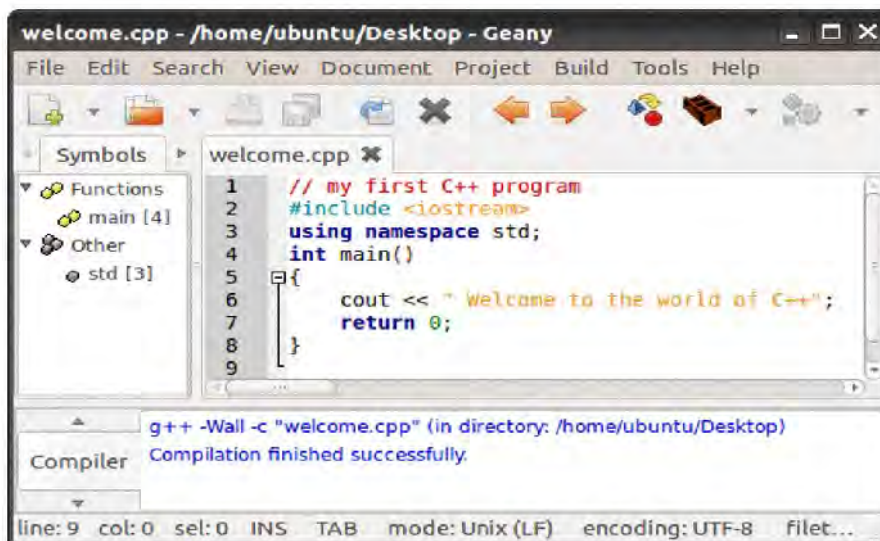 welcome.cpp - /home/ubuntu/Desktop - Geany
File Edit Search View Document Project Build Tools Help
Symbols
welcome.cpp
Functions
main [4]
Other
std [3]
1 // my first C++ program
2 #include <iostream>
3 using namespace std;
4 int main()
5 {
6 cout << " Welcome to the world of C++";
7 return 0;
8 }
9
Compiler
g++ -Wall -c "welcome.cpp" (in directory: /home/ubuntu/Desktop)
Compilation finished successfully.
line: 9 col: 0 sel: 0 INS TAB mode: Unix (LF) encoding: UTF-8 filet...